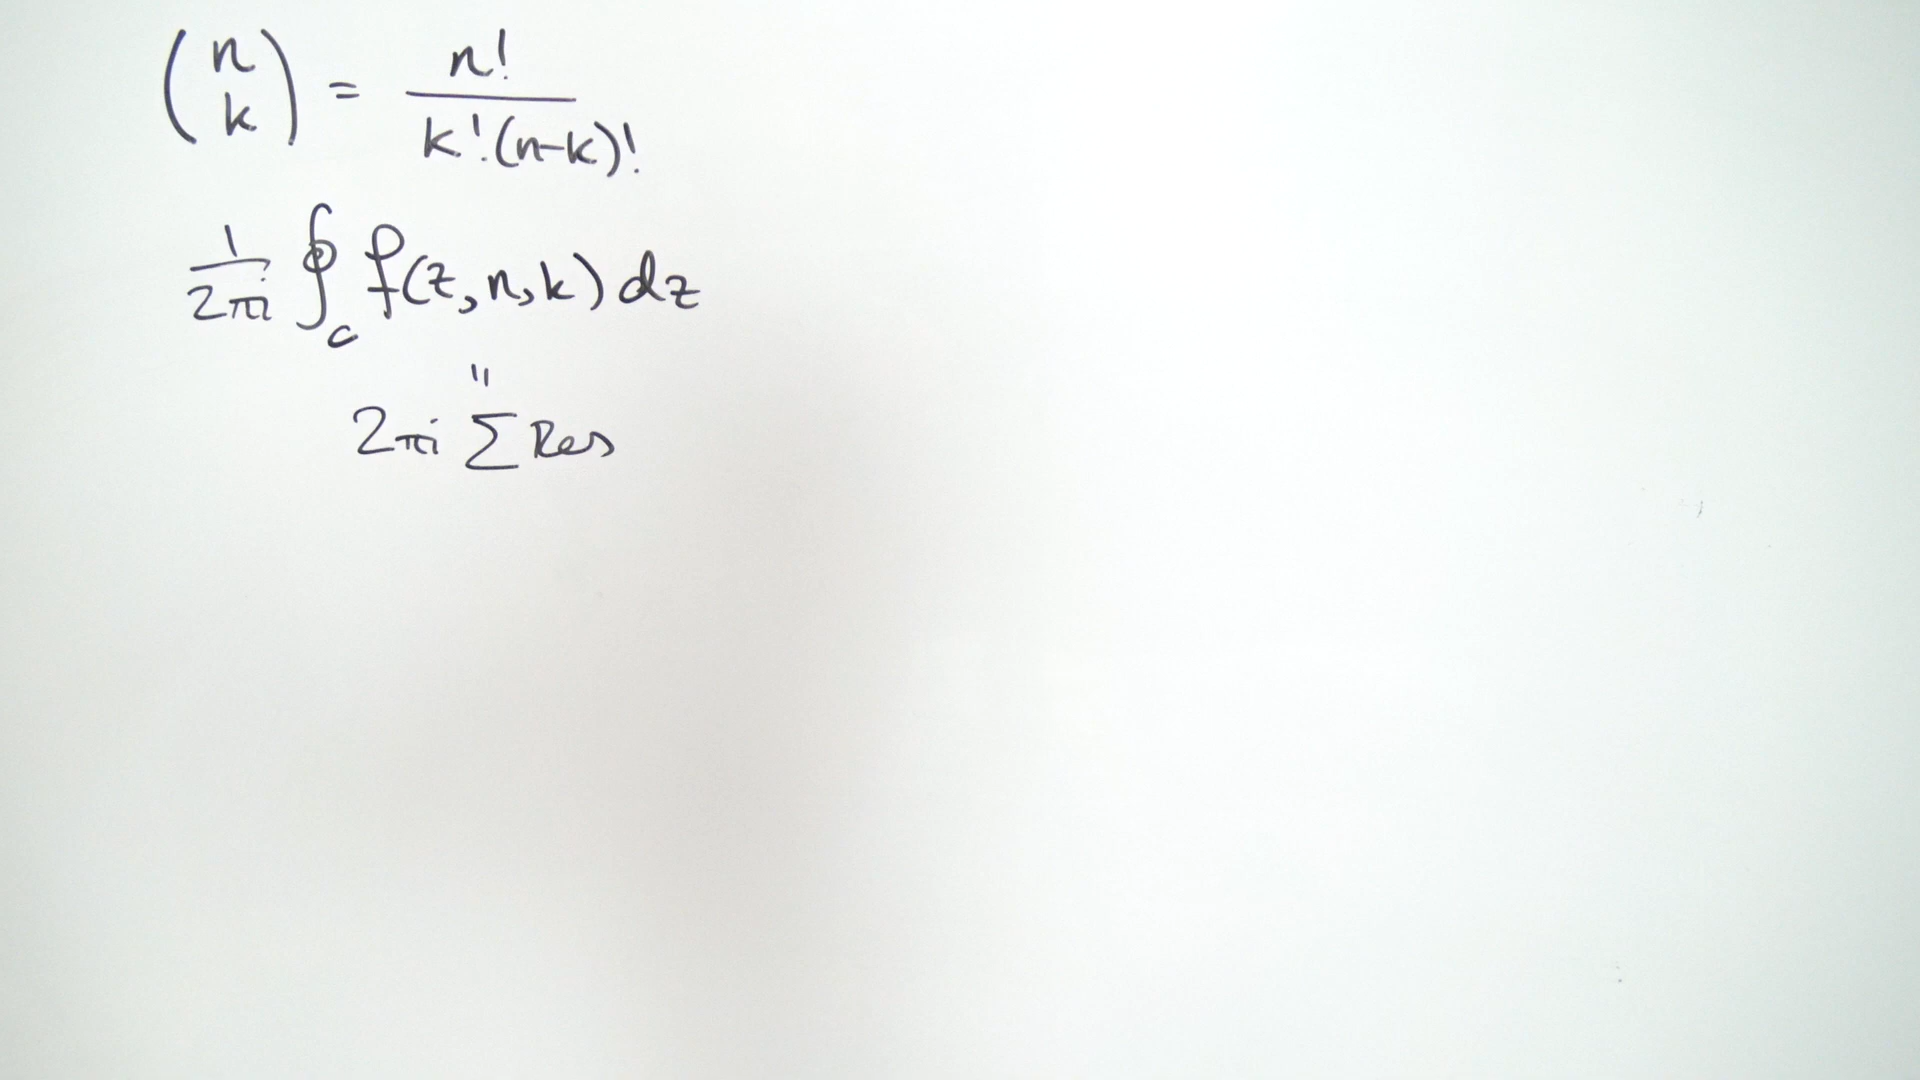 (n k) = n! / k!(n-k)!
1/2πi ∮_C f(z,n,k) dz
"
2πi Σ Res